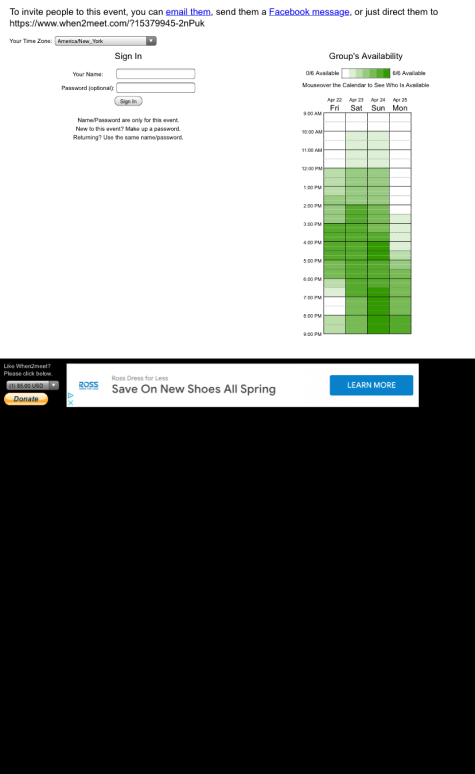 To invite people to this event, you can email them, send them a Facebook message, or just direct them to
https://www.when2meet.com/?15379945-2nPuk
Your Time Zone: America/New_York
Sign In
Your Name:
Password (optional):
Sign In
Name/Password are only for this event.
New to this event? Make up a password.
Returning? Use the same name/password.
Group's Availability
0/6 Available 6/6 Available
Mouseover the Calendar to See Who Is Available
Apr 22 Apr 23 Apr 24 Apr 25
Fri Sat Sun Mon
9:00 AM
10:00 AM
11:00 AM
12:00 PM
1:00 PM
2:00 PM
3:00 PM
4:00 PM
5:00 PM
6:00 PM
7:00 PM
8:00 PM
9:00 PM
Like When2meet?
Please click below.
(1) $5.00 USD
Donate
ROSS
Ross Dress for Less
Save On New Shoes All Spring
LEARN MORE